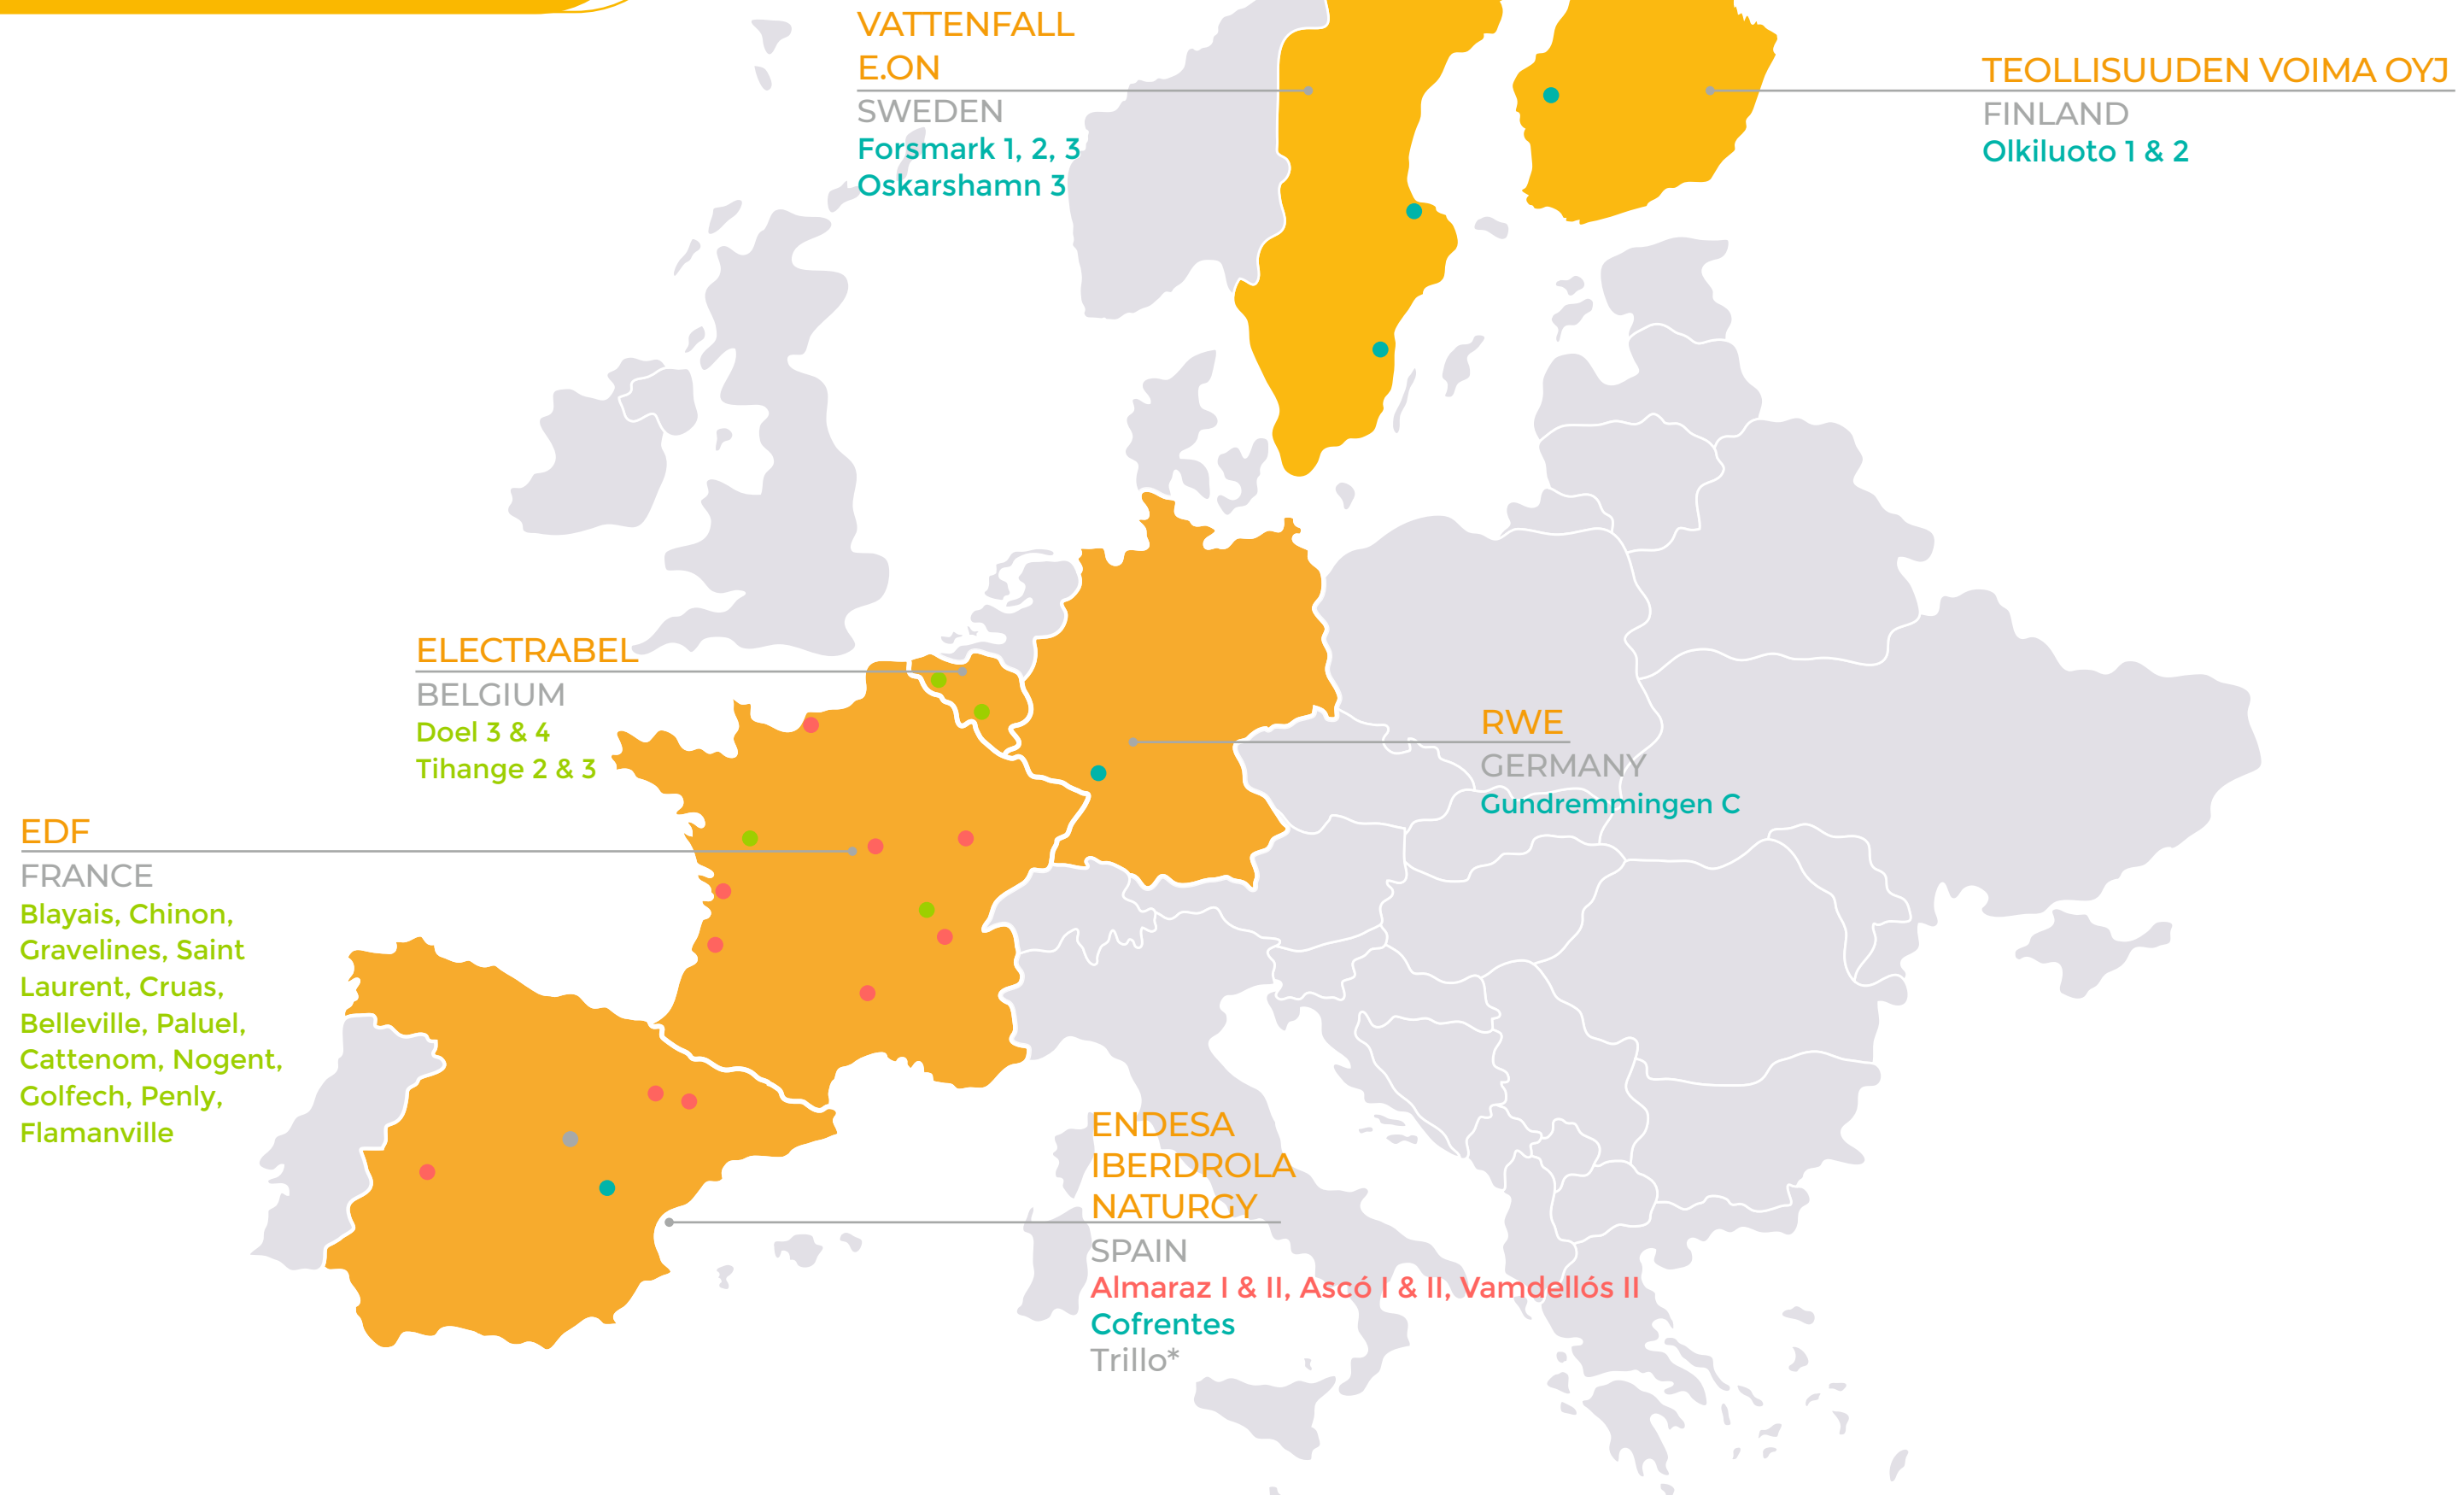 VATTENFALL
E.ON
SWEDEN
Forsmark 1, 2, 3
Oskarshamn 3
TEOLLISUUDEN VOIMA OYJ
FINLAND
Olkiluoto 1 & 2
ELECTRABEL
BELGIUM
Doel 3 & 4
Tihange 2 & 3
RWE
GERMANY
Gundremmingen C
EDF
FRANCE
Blayais, Chinon,
Gravelines, Saint
Laurent, Cruas,
Belleville, Paluel,
Cattenom, Nogent,
Golfech, Penly,
Flamanville
ENDESA
IBERDROLA
NATURGY
SPAIN
Almaraz I & II, Ascó I & II, Vamdellós II
Cofrentes
Trillo*